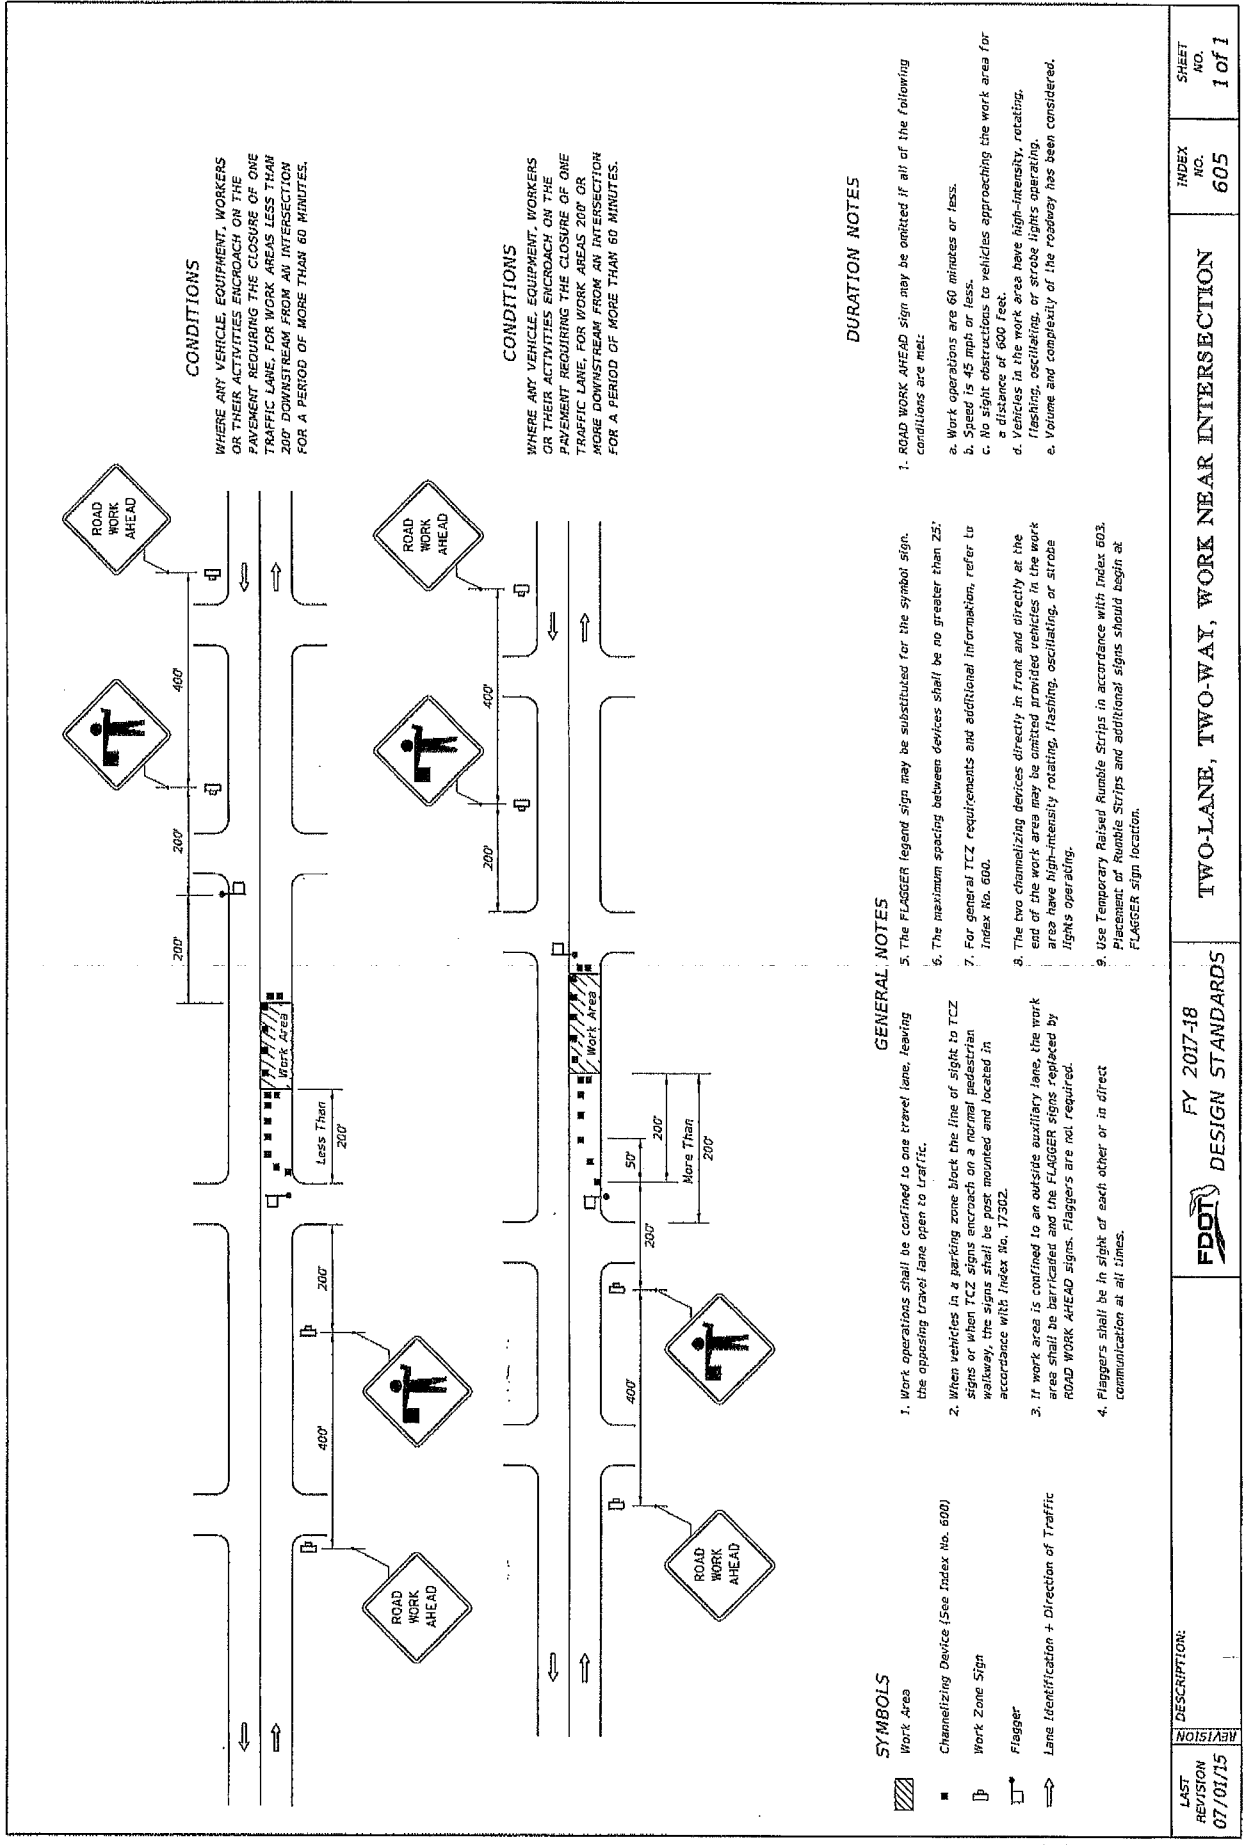 ROAD
WORK
AHEAD
400'
200'
200'
Work Area
Less Than
200'
200'
400'
ROAD
WORK
AHEAD
CONDITIONS
WHERE ANY VEHICLE, EQUIPMENT, WORKERS
OR THEIR ACTIVITIES ENCROACH ON THE
PAVEMENT REQUIRING THE CLOSURE OF ONE
TRAFFIC LANE, FOR WORK AREAS LESS THAN
200' DOWNSTREAM FROM AN INTERSECTION
FOR A PERIOD OF MORE THAN 60 MINUTES.
ROAD
WORK
AHEAD
400'
200'
Work Area
50'
200'
More Than
200'
200'
400'
ROAD
WORK
AHEAD
CONDITIONS
WHERE ANY VEHICLE, EQUIPMENT, WORKERS
OR THEIR ACTIVITIES ENCROACH ON THE
PAVEMENT REQUIRING THE CLOSURE OF ONE
TRAFFIC LANE, FOR WORK AREAS 200' OR
MORE DOWNSTREAM FROM AN INTERSECTION
FOR A PERIOD OF MORE THAN 60 MINUTES.
SYMBOLS
Work Area
Channelizing Device (See Index No. 600)
Work Zone Sign
Flagger
Lane Identification + Direction of Traffic
GENERAL NOTES
1. Work operations shall be confined to one travel lane, leaving
the opposing travel lane open to traffic.
2. When vehicles in a parking zone block the line of sight to TCZ
signs or when TCZ signs encroach on a normal pedestrian
walkway, the signs shall be post mounted and located in
accordance with Index No. 17302.
3. If work area is confined to an outside auxiliary lane, the work
area shall be barricaded and the FLAGGER signs replaced by
ROAD WORK AHEAD signs. Flaggers are not required.
4. Flaggers shall be in sight of each other or in direct
communication at all times.
5. The FLAGGER legend sign may be substituted for the symbol sign.
6. The maximum spacing between devices shall be no greater than 25'.
7. For general TCZ requirements and additional information, refer to
Index No. 600.
8. The two channelizing devices directly in front and directly at the
end of the work area may be omitted provided vehicles in the work
area have high-intensity rotating, flashing, oscillating, or strobe
lights operating.
9. Use Temporary Raised Rumble Strips in accordance with Index 603.
Placement of Rumble Strips and additional signs should begin at
FLAGGER sign location.
DURATION NOTES
1. ROAD WORK AHEAD sign may be omitted if all of the following
conditions are met:
a. Work operations are 60 minutes or less.
b. Speed is 45 mph or less.
c. No sight obstructions to vehicles approaching the work area for
a distance of 600 feet.
d. Vehicles in the work area have high-intensity, rotating,
flashing, oscillating, or strobe lights operating.
e. Volume and complexity of the roadway has been considered.
LAST
REVISION
07/01/15
REVISION
DESCRIPTION:
FDOT
FY 2017-18
DESIGN STANDARDS
TWO-LANE, TWO-WAY, WORK NEAR INTERSECTION
INDEX
NO.
605
SHEET
NO.
1 of 1